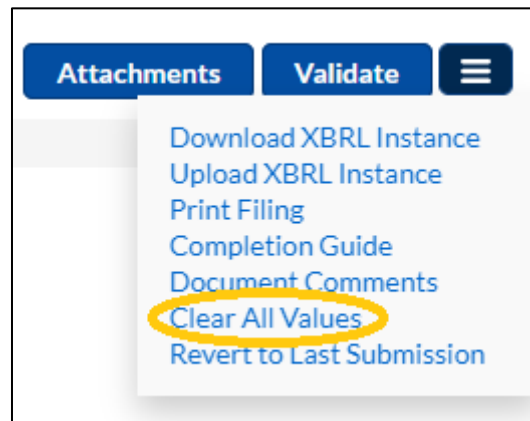 Attachments Validate
Download XBRL Instance
Upload XBRL Instance
Print Filing
Completion Guide
Document Comments
Clear All Values
Revert to Last Submission